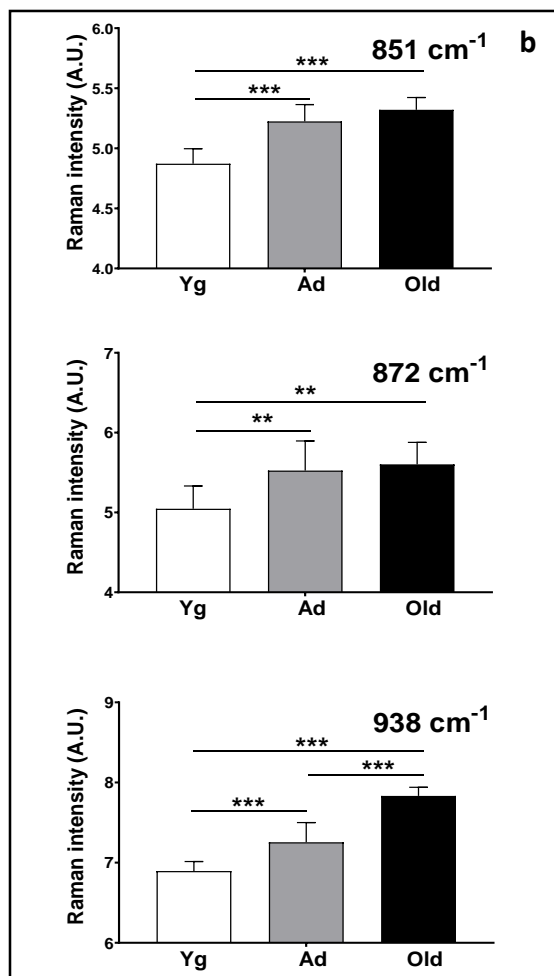 851 cm⁻¹
b
Raman intensity (A.U.)
6.0
5.5
5.0
4.5
4.0
***
***
Yg Ad Old
872 cm⁻¹
Raman intensity (A.U.)
7
6
5
4
**
**
Yg Ad Old
938 cm⁻¹
Raman intensity (A.U.)
9
8
7
6
***
***
***
Yg Ad Old